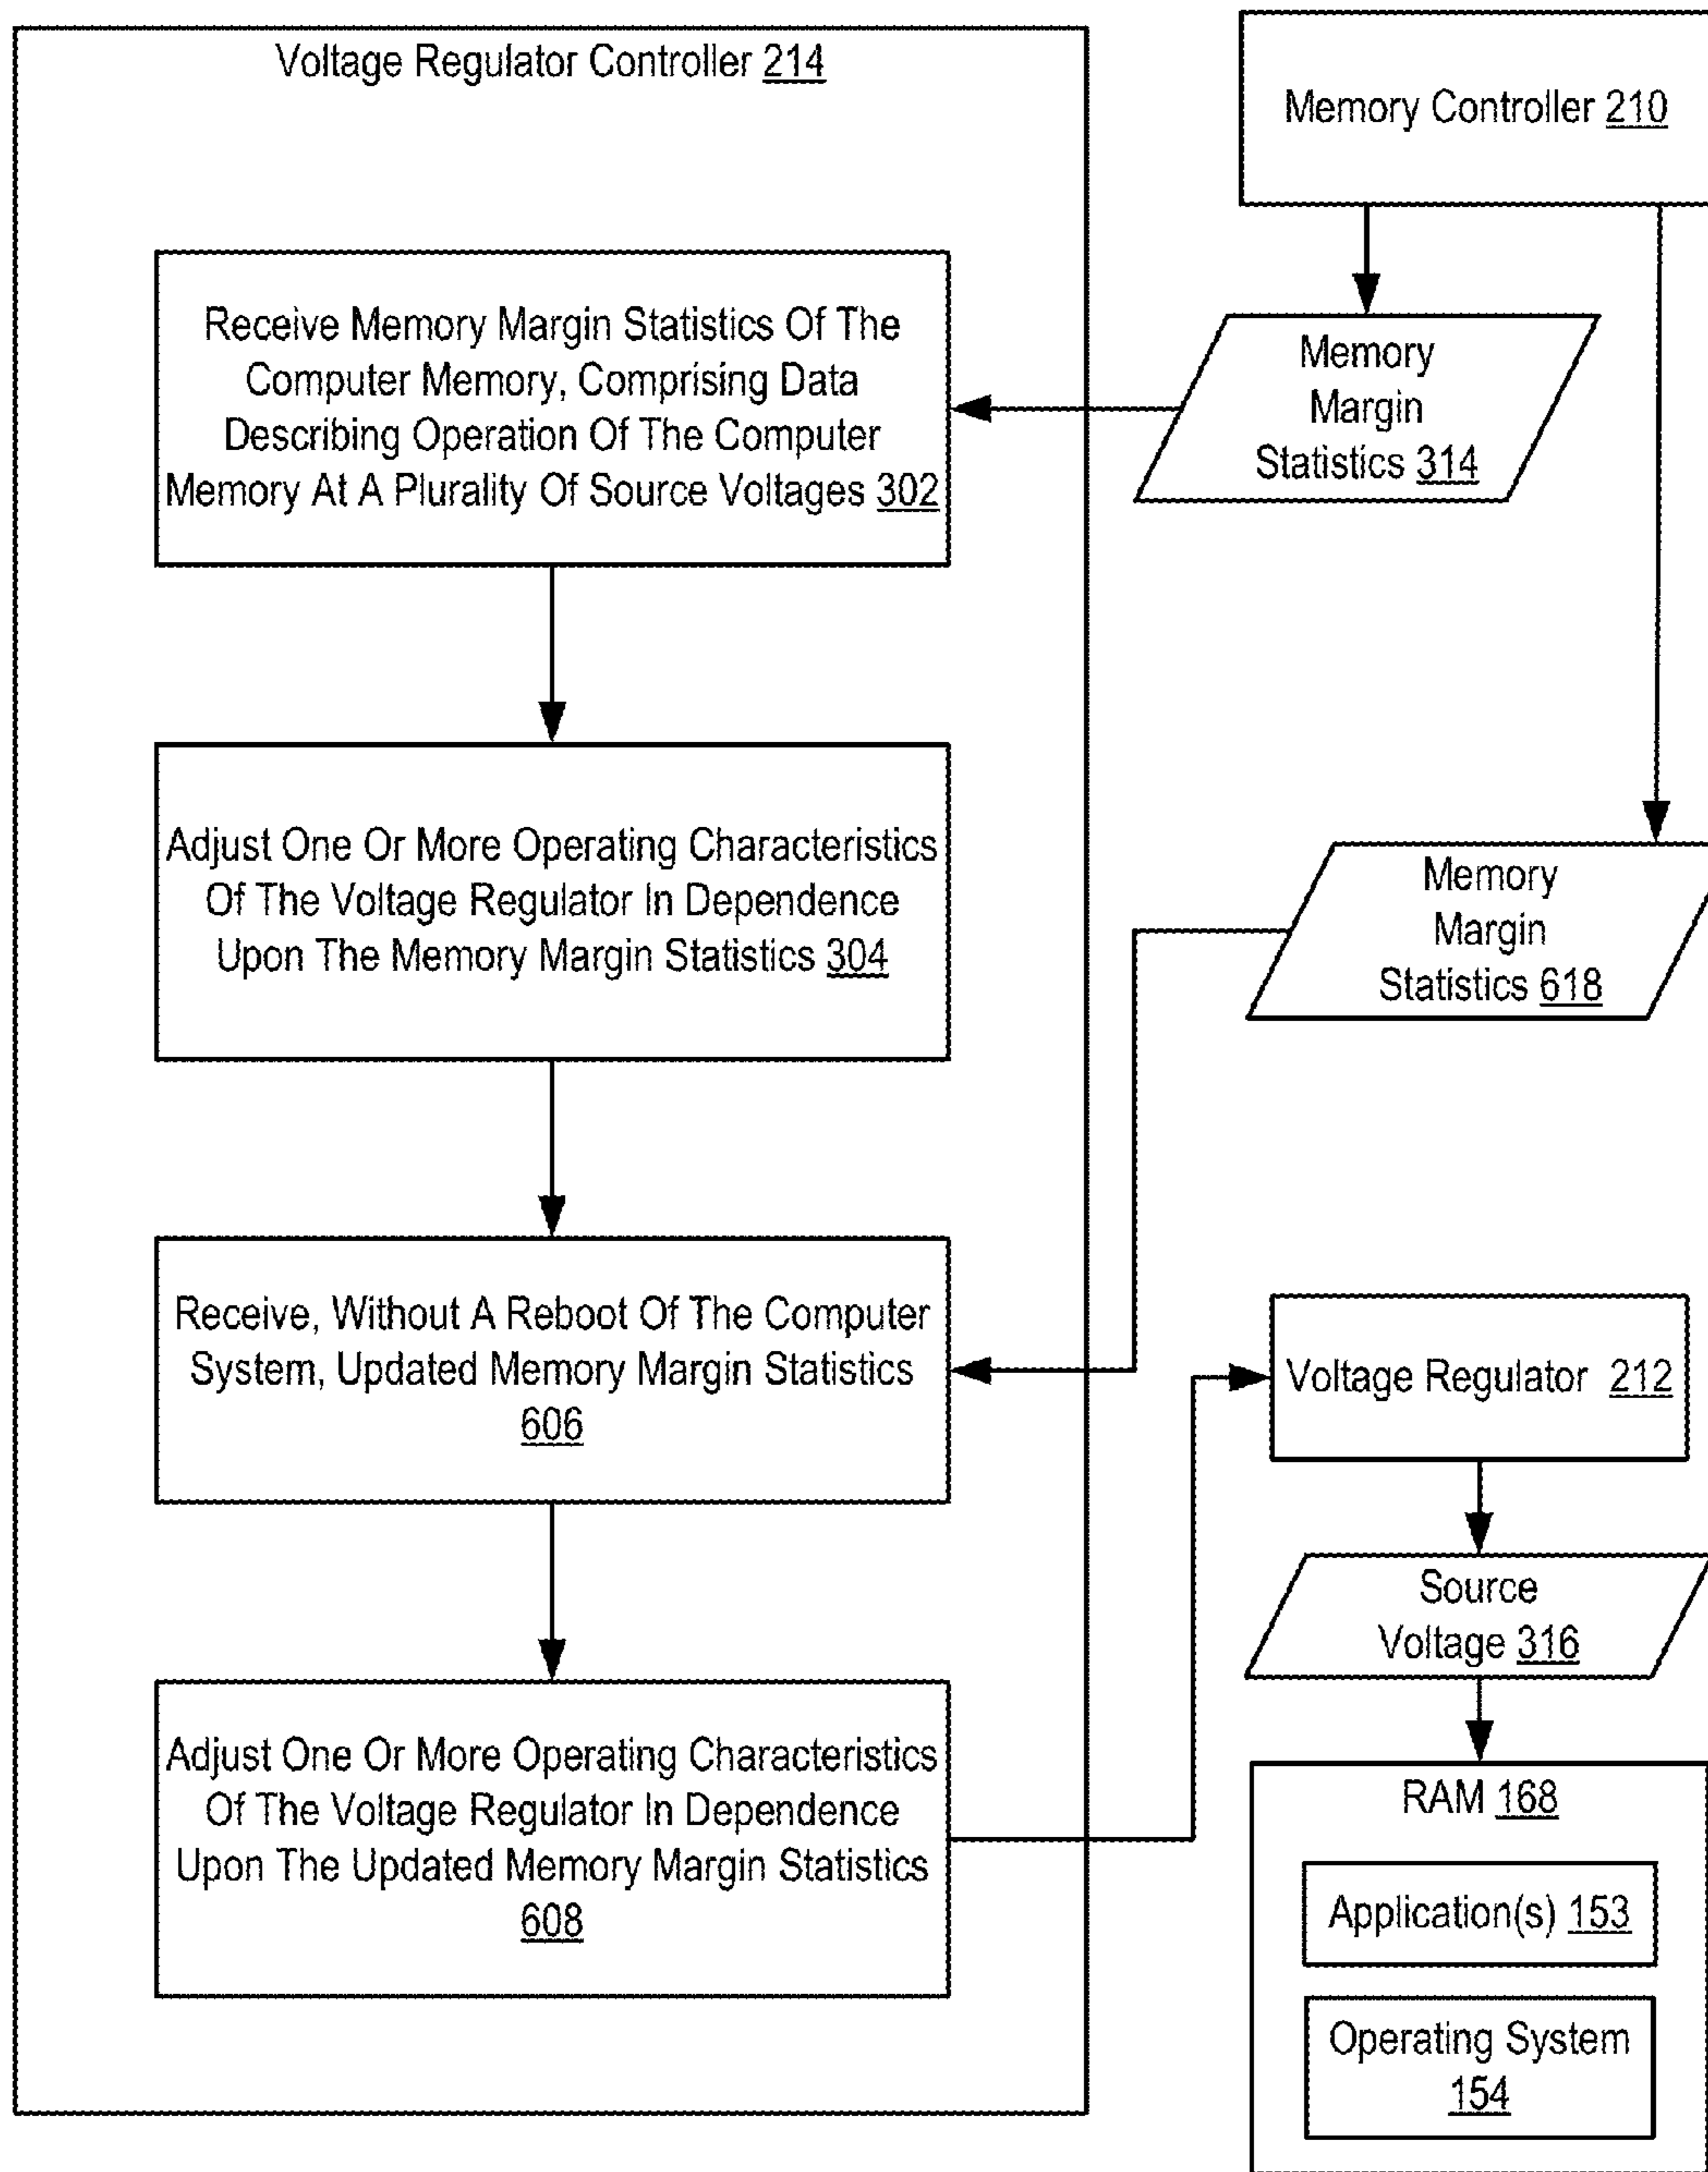 Voltage Regulator Controller 214
Receive Memory Margin Statistics Of The
Computer Memory, Comprising Data
Describing Operation Of The Computer
Memory At A Plurality Of Source Voltages 302
Adjust One Or More Operating Characteristics
Of The Voltage Regulator In Dependence
Upon The Memory Margin Statistics 304
Receive, Without A Reboot Of The Computer
System, Updated Memory Margin Statistics
606
Adjust One Or More Operating Characteristics
Of The Voltage Regulator In Dependence
Upon The Updated Memory Margin Statistics
608
Memory Controller 210
Memory
Margin
Statistics 314
Memory
Margin
Statistics 618
Voltage Regulator 212
Source
Voltage 316
RAM 168
Application(s) 153
Operating System
154